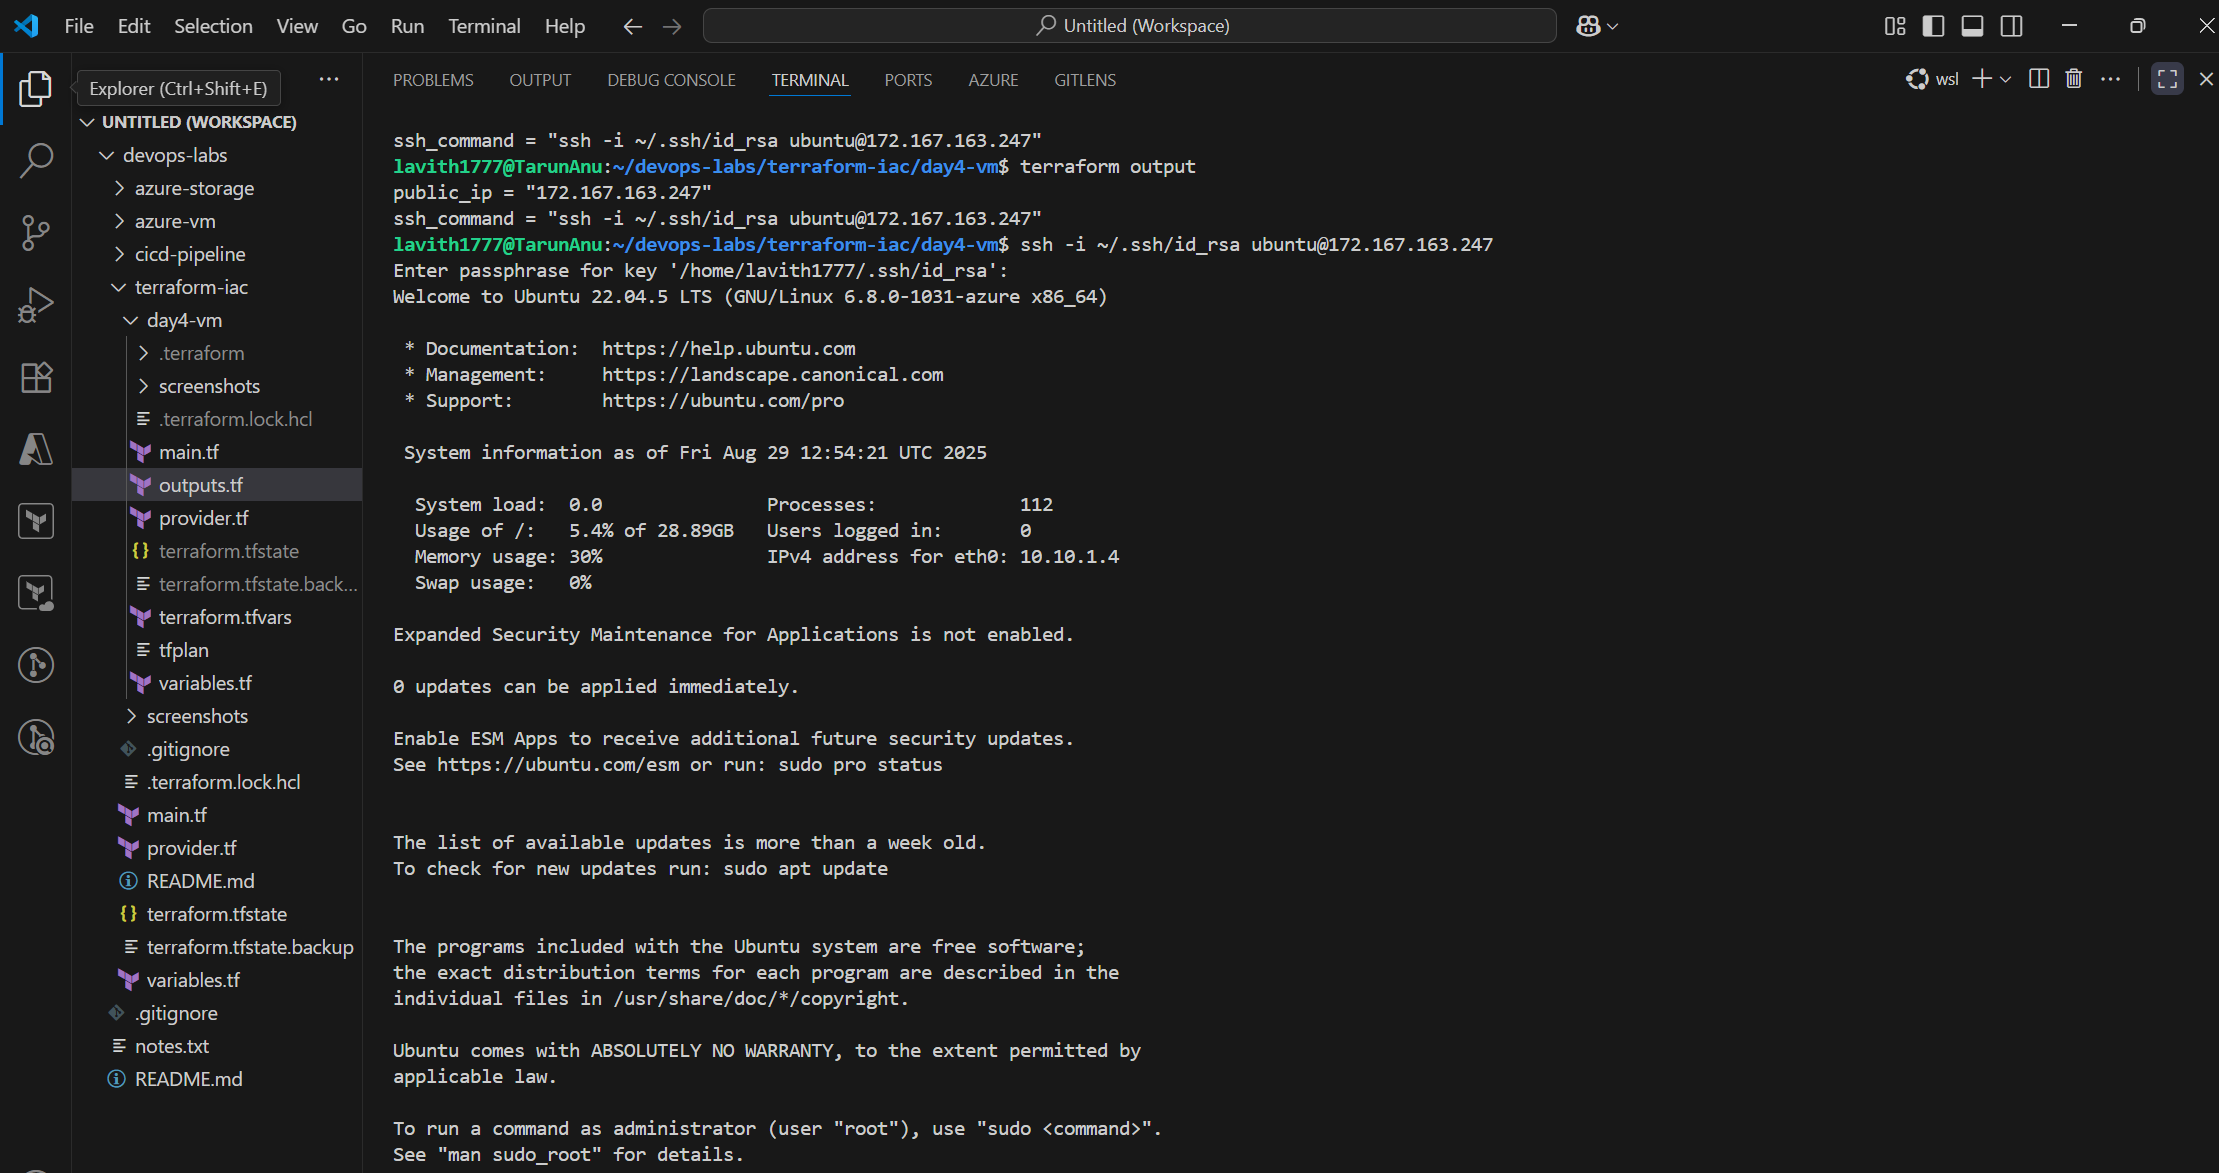 File Edit Selection View Go Run Terminal Help
Untitled (Workspace)
Explorer (Ctrl+Shift+E)
UNTITLED (WORKSPACE)
devops-labs
azure-storage
azure-vm
cicd-pipeline
terraform-iac
day4-vm
.terraform
screenshots
.terraform.lock.hcl
main.tf
outputs.tf
provider.tf
terraform.tfstate
terraform.tfstate.back...
terraform.tfvars
tfplan
variables.tf
screenshots
.gitignore
.terraform.lock.hcl
main.tf
provider.tf
README.md
terraform.tfstate
terraform.tfstate.backup
variables.tf
.gitignore
notes.txt
README.md
PROBLEMS OUTPUT DEBUG CONSOLE TERMINAL PORTS AZURE GITLENS
wsl
ssh_command = "ssh -i ~/.ssh/id_rsa ubuntu@172.167.163.247"
lavith1777@TarunAnu:~/devops-labs/terraform-iac/day4-vm$ terraform output
public_ip = "172.167.163.247"
ssh_command = "ssh -i ~/.ssh/id_rsa ubuntu@172.167.163.247"
lavith1777@TarunAnu:~/devops-labs/terraform-iac/day4-vm$ ssh -i ~/.ssh/id_rsa ubuntu@172.167.163.247
Enter passphrase for key '/home/lavith1777/.ssh/id_rsa':
Welcome to Ubuntu 22.04.5 LTS (GNU/Linux 6.8.0-1031-azure x86_64)
* Documentation: https://help.ubuntu.com
* Management: https://landscape.canonical.com
* Support: https://ubuntu.com/pro
System information as of Fri Aug 29 12:54:21 UTC 2025
System load: 0.0 Processes: 112
Usage of /: 5.4% of 28.89GB Users logged in: 0
Memory usage: 30% IPv4 address for eth0: 10.10.1.4
Swap usage: 0%
Expanded Security Maintenance for Applications is not enabled.
0 updates can be applied immediately.
Enable ESM Apps to receive additional future security updates.
See https://ubuntu.com/esm or run: sudo pro status
The list of available updates is more than a week old.
To check for new updates run: sudo apt update
The programs included with the Ubuntu system are free software;
the exact distribution terms for each program are described in the
individual files in /usr/share/doc/*/copyright.
Ubuntu comes with ABSOLUTELY NO WARRANTY, to the extent permitted by
applicable law.
To run a command as administrator (user "root"), use "sudo <command>".
See "man sudo_root" for details.